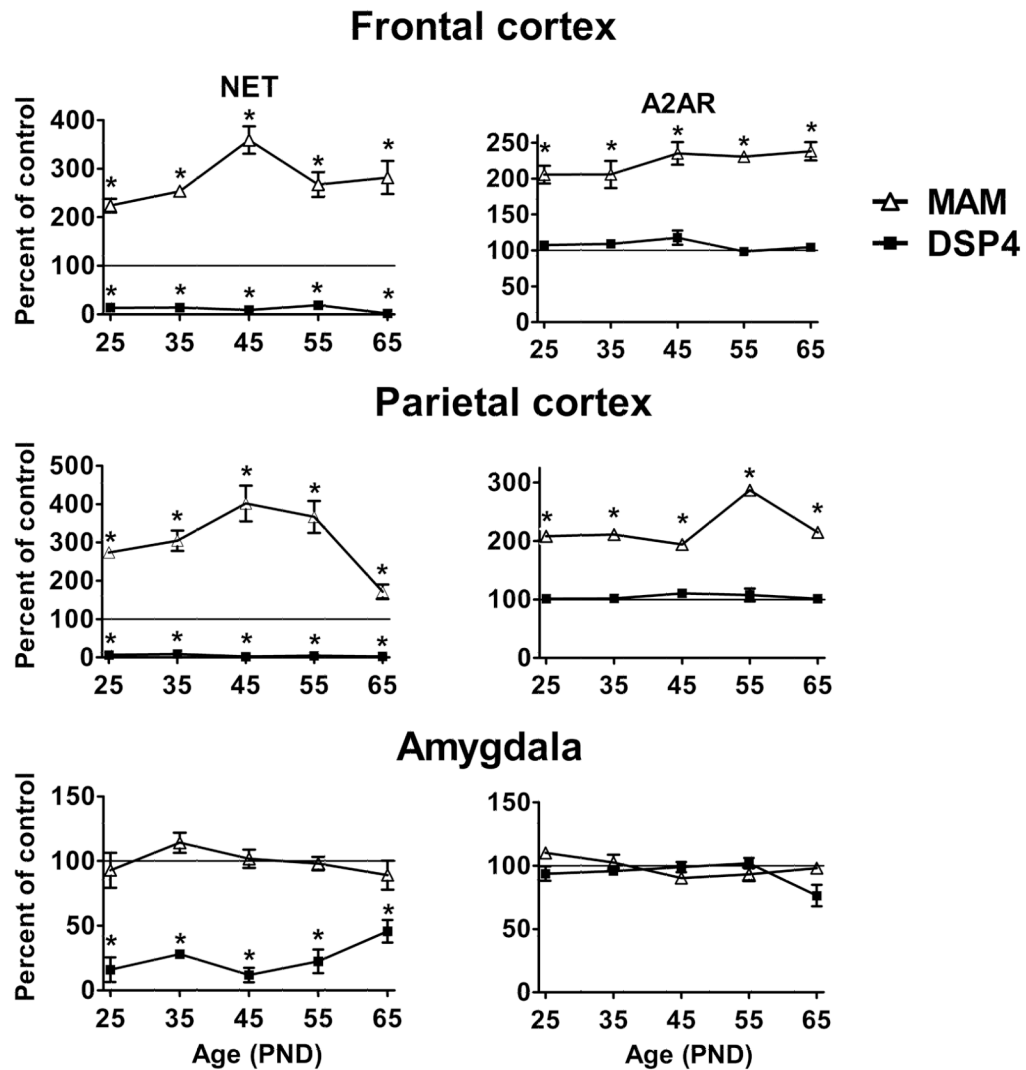 Frontal cortex
NET
A2AR
Percent of control
400
300
200
100
0
25 35 45 55 65
250
200
150
100
50
0
25 35 45 55 65
MAM
DSP4
Parietal cortex
Percent of control
500
400
300
200
100
0
25 35 45 55 65
300
200
100
0
25 35 45 55 65
Amygdala
Percent of control
150
100
50
0
25 35 45 55 65
Age (PND)
150
100
50
0
25 35 45 55 65
Age (PND)